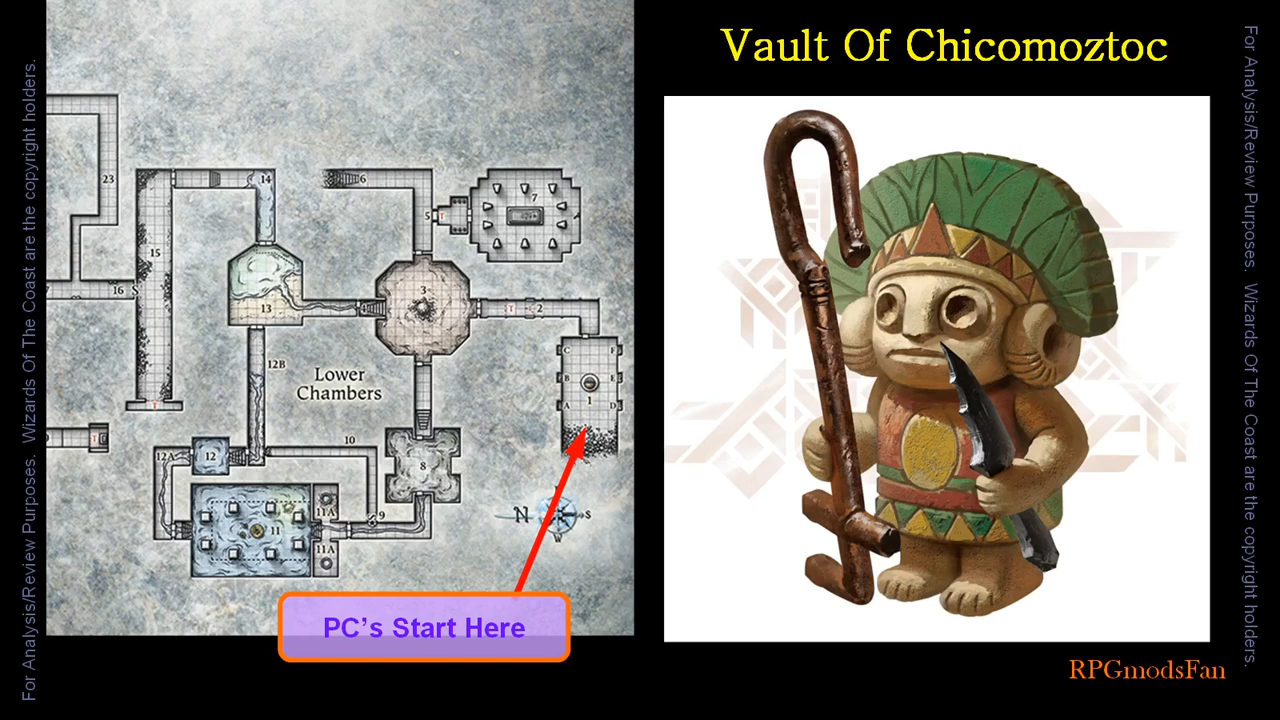 For Analysis/Review Purposes. Wizards Of The Coast are the copyright holders.
Vault Of Chicomoztoc
23
14
6
7
5
T
15
3
16
S
13
4
T
2
12B
Lower
Chambers
C
F
B
E
1
A
D
T
10
T
12A
12
8
11A
9
11
11A
N
S
W
PC's Start Here
RPGmodsFan
For Analysis/Review Purposes. Wizards Of The Coast are the copyright holders.